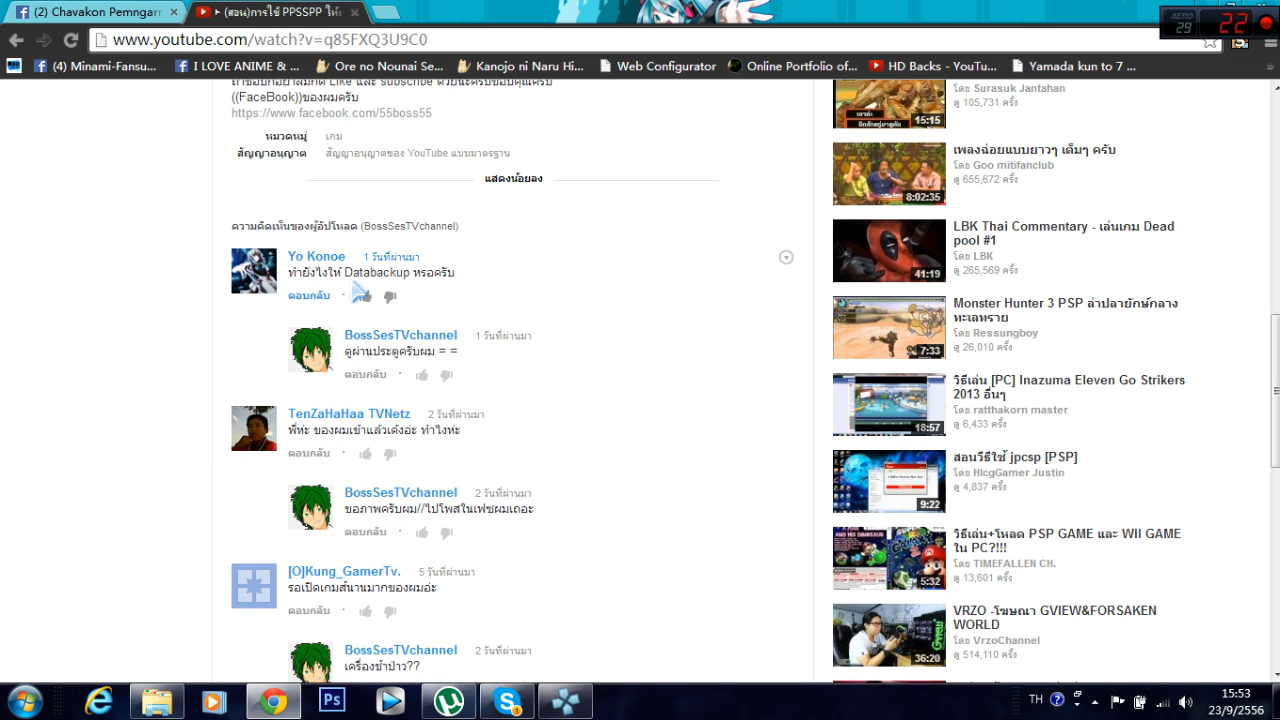 (2) Chavakon Pemngarr
(ตอน)การใช้ PPSSPP ให้
AERO
29
22
www.youtube.com/watch?v=q85FXQ3U9C0
(4) Minami-Fansu...
I LOVE ANIME & ...
Ore no Nounai Se...
Kanojo ni Naru Hi...
Web Configurator
Online Portfolio of...
HD Backs - YouTu...
Yamada kun to 7 ...
((FaceBook))ของผมครับ
https://www.facebook.com/55boss55
หมวดหมู่ เกม
สัญญาอนุญาต สัญญาอนุญาตของ YouTube แบบมาตรฐาน
แสดงน้อยลง
ความคิดเห็นของผู้อัปโหลด (BossSesTVchannel)
Yo Konoe 1 วันที่ผ่านมา
ทำยังไงให้ Databackup หรอครับ
ตอบกลับ
BossSesTVchannel 1 วันที่ผ่านมา
ดูผ่านประตูครับผม = =
ตอบกลับ
TenZaHaHaa TVNetz 2 วันที่ผ่านมา
พี่ห่ะ ของผมเข้าแล้วเด้งอ่ะ ทำไงห่ะ
ตอบกลับ
BossSesTVchannel 2 วันที่ผ่านมา
ขอภาพครับผม//ไปโพสในเฟซผมเถอะ
ตอบกลับ
[O]Kung_GamerTv. 5 วันที่ผ่านมา
รอเปิดเกมส์นานมากของผมอ่ะ
ตอบกลับ
BossSesTVchannel 2 วันที่ผ่านมา
เครื่องช้าป่าว??
โดย Surasuk Jantahan
ดู 105,731 ครั้ง
15:15
เพลงฉ่อยแบบยาวๆ เต็มๆ ครับ
โดย Goo mitifanclub
ดู 655,672 ครั้ง
8:02:35
LBK Thai Commentary - เล่นเกม Dead
pool #1
โดย LBK
ดู 265,569 ครั้ง
41:19
Monster Hunter 3 PSP ล่าปลายักษ์กลาง
ทะเลทราย
โดย Ressungboy
ดู 26,010 ครั้ง
7:33
วิธีเล่น [PC] Inazuma Eleven Go Strikers
2013 อื่นๆ
โดย ratthakorn master
ดู 6,433 ครั้ง
18:57
สอนวีธีใช้ jpcsp [PSP]
โดย HIcgGamer Justin
ดู 4,837 ครั้ง
9:22
วิธีเล่น+โหลด PSP GAME และ WII GAME
ใน PC?!!!
โดย TIMEFALLEN CH.
ดู 13,601 ครั้ง
5:32
VRZO -โฆษณา GVIEW&FORSAKEN
WORLD
โดย VrzoChannel
ดู 514,110 ครั้ง
36:20
Ps
TH
15:53
23/9/2556